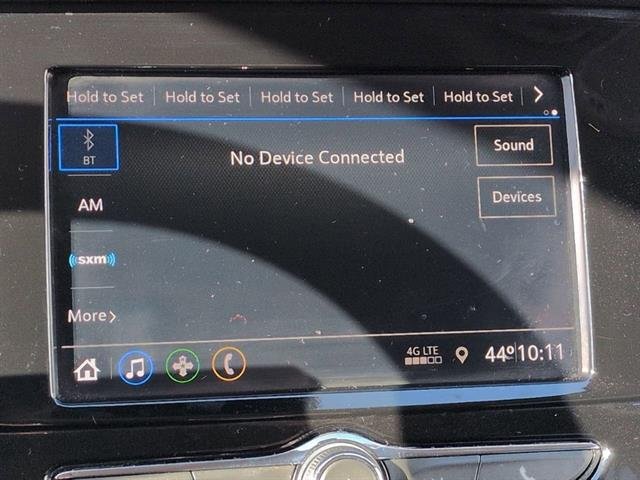 Hold to Set Hold to Set Hold to Set Hold to Set Hold to Set >
BT
No Device Connected
Sound
AM
Devices
((sxm))
More>
4G LTE
44° 10:11